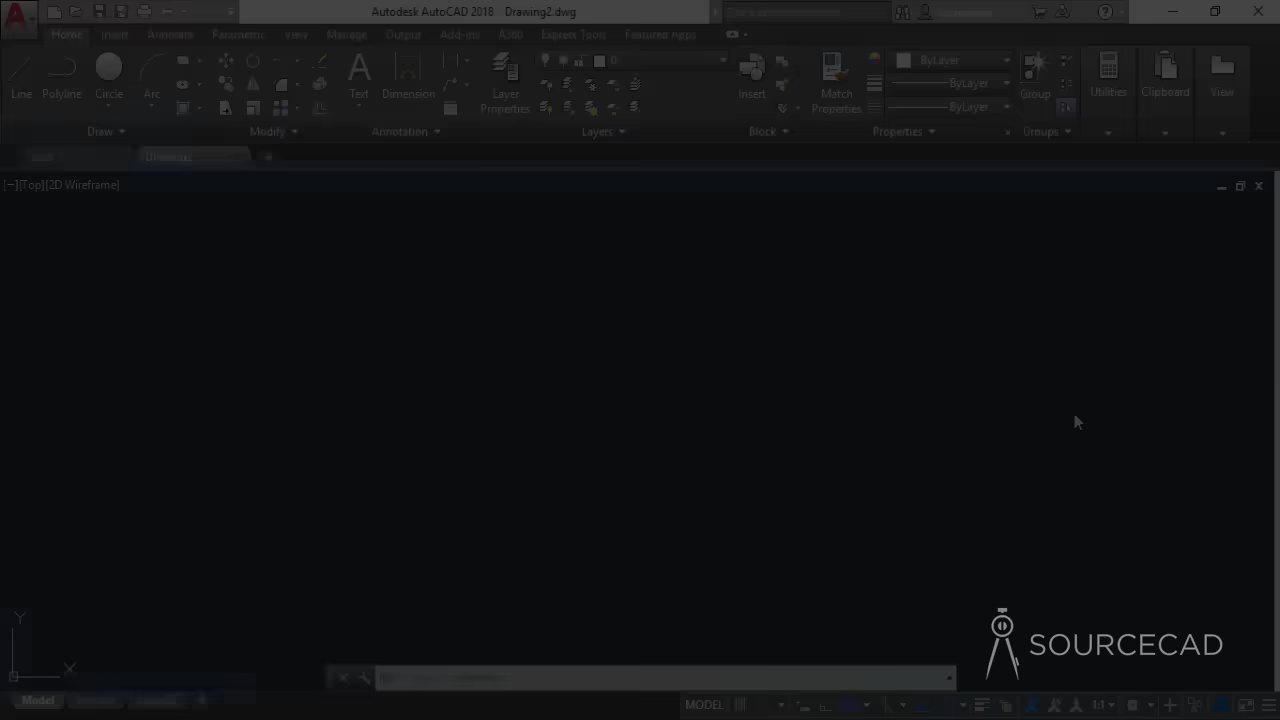 Autodesk AutoCAD 2018 Drawing2.dwg
Home Insert Annotate Parametric View Manage Output Add-ins A360 Express Tools Featured Apps
Line Polyline Circle Arc Text Dimension Layer Properties 0 Insert Match Properties ByLayer Group Utilities Clipboard View
ByLayer
ByLayer
Draw Modify Annotation Layers Block Properties Groups
[−][Top][2D Wireframe]
Y
X
SOURCECAD
Model
MODEL 1:1